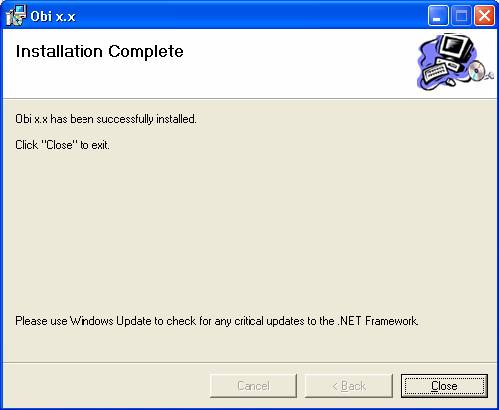 Obi x.x
Installation Complete
Obi x.x has been successfully installed.
Click "Close" to exit.
Please use Windows Update to check for any critical updates to the .NET Framework.
Cancel
< Back
Close